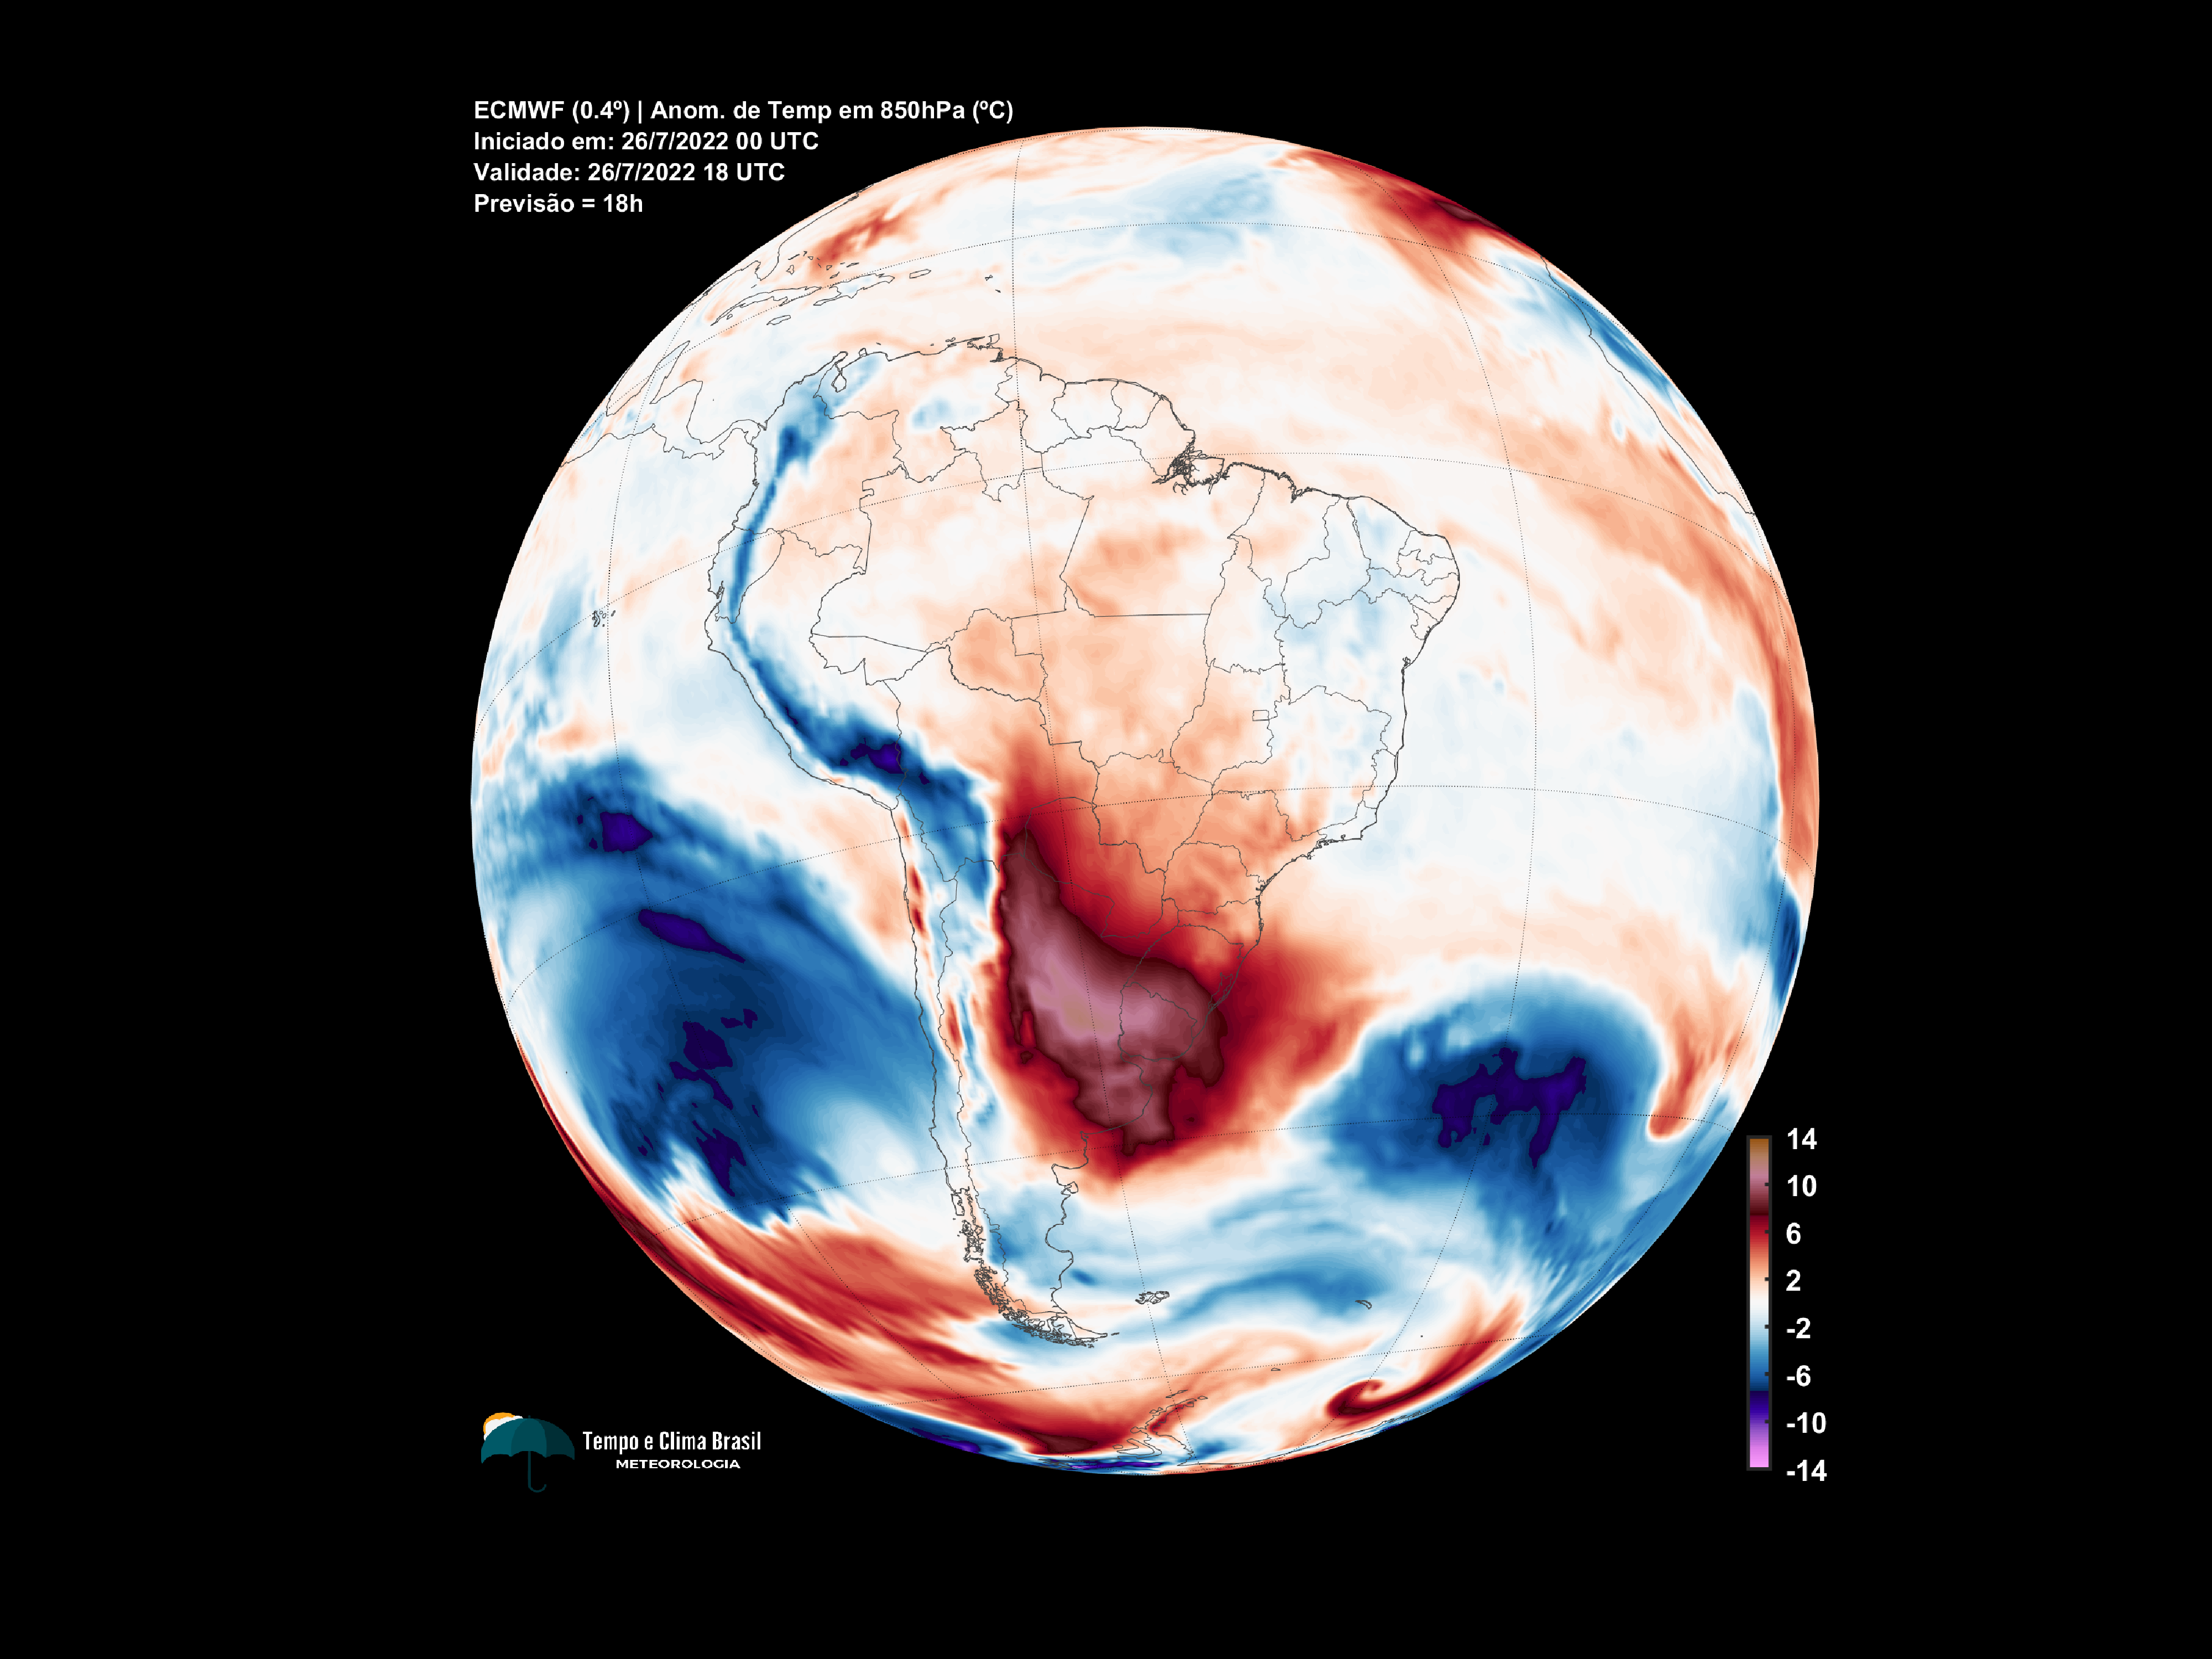 ECMWF (0.4º) | Anom. de Temp em 850hPa (ºC)
Iniciado em: 26/7/2022 00 UTC
Validade: 26/7/2022 18 UTC
Previsão = 18h
14
10
6
2
-2
-6
-10
-14
Tempo e Clima Brasil
METEOROLOGIA